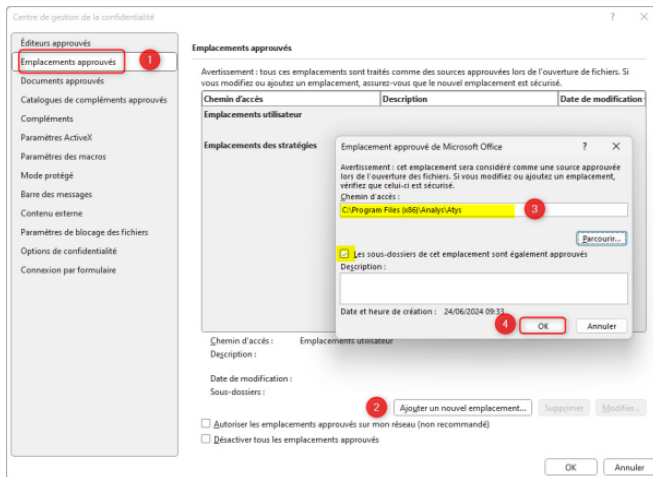 Centre de gestion de la confidentialité
? ×
Éditeurs approuvés
Emplacements approuvés
1
Documents approuvés
Catalogues de compléments approuvés
Compléments
Paramètres ActiveX
Paramètres des macros
Mode protégé
Barre des messages
Contenu externe
Paramètres de blocage des fichiers
Options de confidentialité
Connexion par formulaire
Emplacements approuvés
Avertissement : tous ces emplacements sont traités comme des sources approuvées lors de l'ouverture de fichiers. Si
vous modifiez ou ajoutez un emplacement, assurez-vous que le nouvel emplacement est sécurisé.
Chemin d'accès Description Date de modification
Emplacements utilisateur
Emplacements des stratégies
Emplacement approuvé de Microsoft Office ? ×
Avertissement : cet emplacement sera considéré comme une source approuvée
lors de l'ouverture des fichiers. Si vous modifiez ou ajoutez un emplacement,
vérifiez que celui-ci est sécurisé.
Chemin d'accès :
C:\Program Files (x86)\Analys\Atys
3
Parcourir...
Les sous-dossiers de cet emplacement sont également approuvés
Description :
Date et heure de création : 24/06/2024 09:33
4 OK Annuler
Chemin d'accès : Emplacements utilisateur
Description :
Date de modification :
Sous-dossiers :
2 Ajouter un nouvel emplacement... Supprimer Modifier...
Autoriser les emplacements approuvés sur mon réseau (non recommandé)
Désactiver tous les emplacements approuvés
OK Annuler